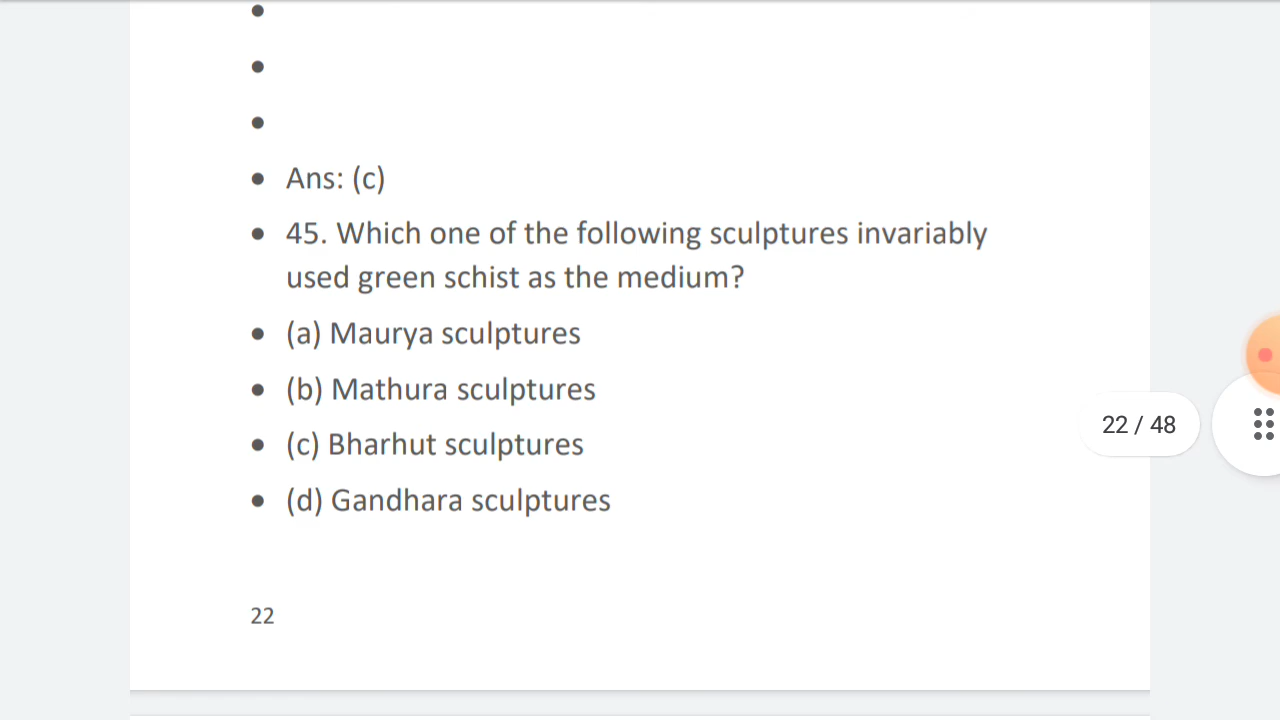 Ans: (c)
45. Which one of the following sculptures invariably
used green schist as the medium?
(a) Maurya sculptures
(b) Mathura sculptures
(c) Bharhut sculptures
(d) Gandhara sculptures
22 / 48
22